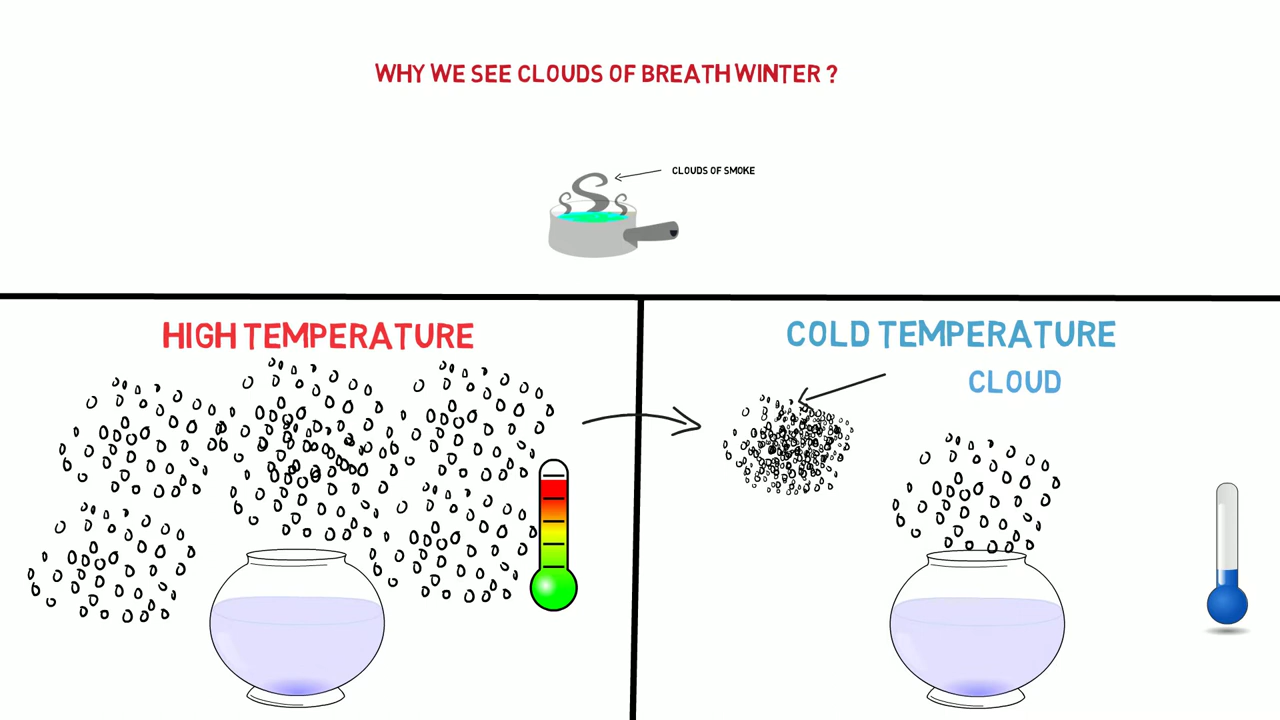 WHY WE SEE CLOUDS OF BREATH WINTER ?
CLOUDS OF SMOKE
HIGH TEMPERATURE
COLD TEMPERATURE
CLOUD